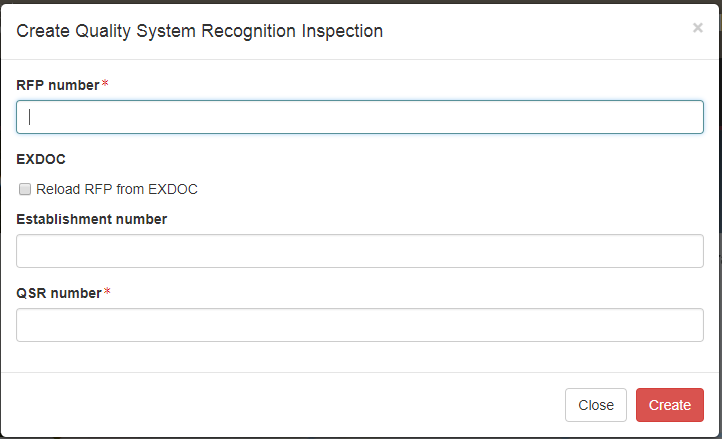 Create Quality System Recognition Inspection ×
RFP number*
EXDOC
Reload RFP from EXDOC
Establishment number
QSR number*
Close Create